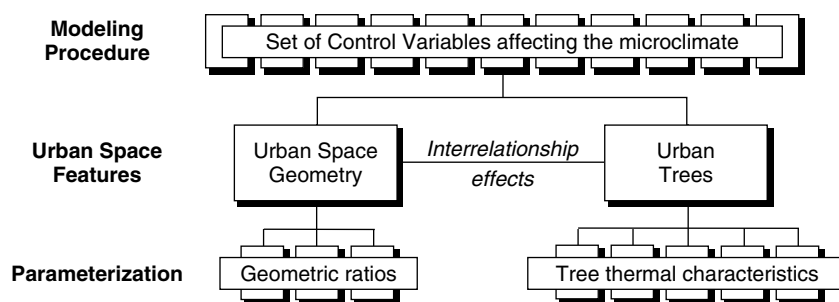 Modeling
Procedure
Set of Control Variables affecting the microclimate
Urban Space
Features
Urban Space
Geometry
Interrelationship
effects
Urban
Trees
Parameterization
Geometric ratios
Tree thermal characteristics